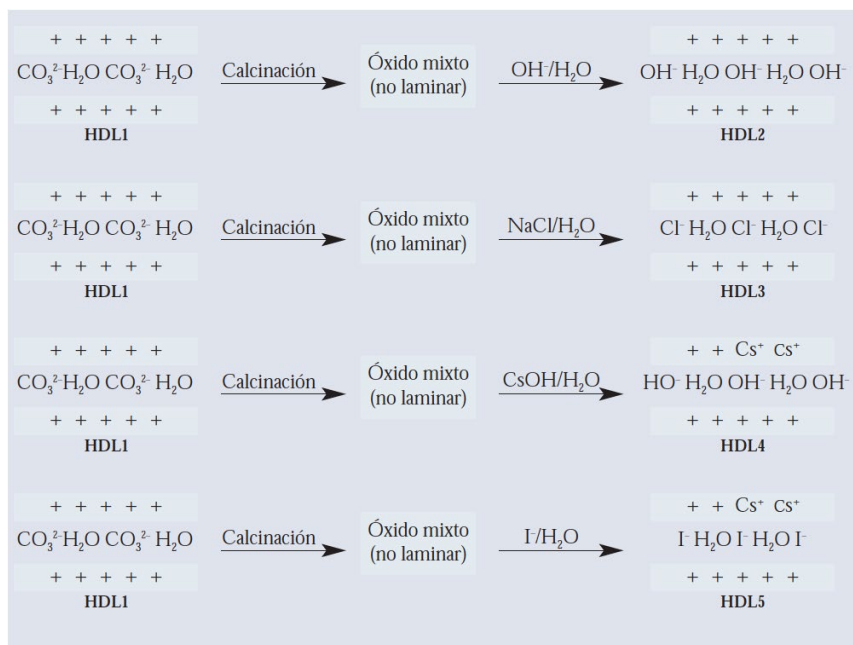 + + + + +
CO₃²⁻ H₂O CO₃²⁻ H₂O
+ + + + +
HDL1
Calcinación
Óxido mixto
(no laminar)
OH⁻/H₂O
+ + + + +
OH⁻ H₂O OH⁻ H₂O OH⁻
+ + + + +
HDL2
+ + + + +
CO₃²⁻ H₂O CO₃²⁻ H₂O
+ + + + +
HDL1
Calcinación
Óxido mixto
(no laminar)
NaCl/H₂O
+ + + + +
Cl⁻ H₂O Cl⁻ H₂O Cl⁻
+ + + + +
HDL3
+ + + + +
CO₃²⁻ H₂O CO₃²⁻ H₂O
+ + + + +
HDL1
Calcinación
Óxido mixto
(no laminar)
CsOH/H₂O
+ + Cs⁺ Cs⁺
HO⁻ H₂O OH⁻ H₂O OH⁻
+ + + + +
HDL4
+ + + + +
CO₃²⁻ H₂O CO₃²⁻ H₂O
+ + + + +
HDL1
Calcinación
Óxido mixto
(no laminar)
I⁻/H₂O
+ + Cs⁺ Cs⁺
I⁻ H₂O I⁻ H₂O I⁻
+ + + + +
HDL5